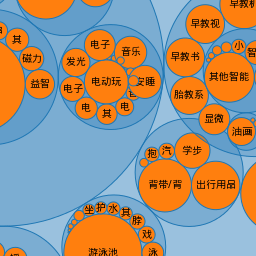 早教机
早教视
其
电子
音乐
小
磁力
发光
早教书
其他智能
益智
电动玩
安睡
电子
胎教系
电
其
电
显微
油画
抱
汽
学步
背带/背
出行用品
坐
护
水
其
脖
戏
游泳池
泳